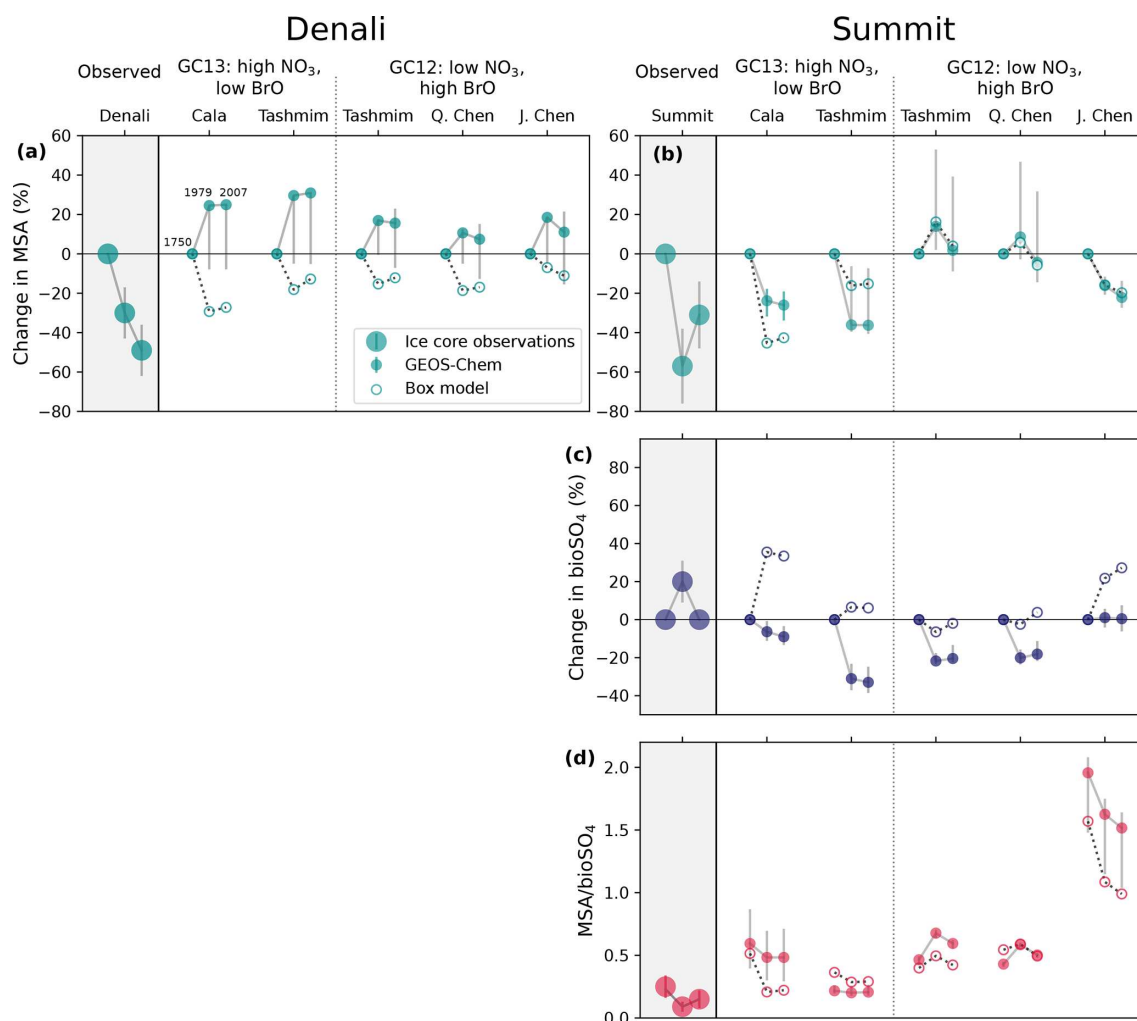 Denali
Summit
Observed
GC13: high NO₃,
low BrO
GC12: low NO₃,
high BrO
Observed
GC13: high NO₃,
low BrO
GC12: low NO₃,
high BrO
Denali
Cala
Tashmim
Tashmim
Q. Chen
J. Chen
Summit
Cala
Tashmim
Tashmim
Q. Chen
J. Chen
(a)
Change in MSA (%)
60
40
20
0
−20
−40
−60
−80
1750
1979
2007
Ice core observations
GEOS-Chem
Box model
(b)
60
40
20
0
−20
−40
−60
−80
(c)
Change in bioSO₄ (%)
80
60
40
20
0
−20
−40
(d)
MSA/bioSO₄
2.0
1.5
1.0
0.5
0.0